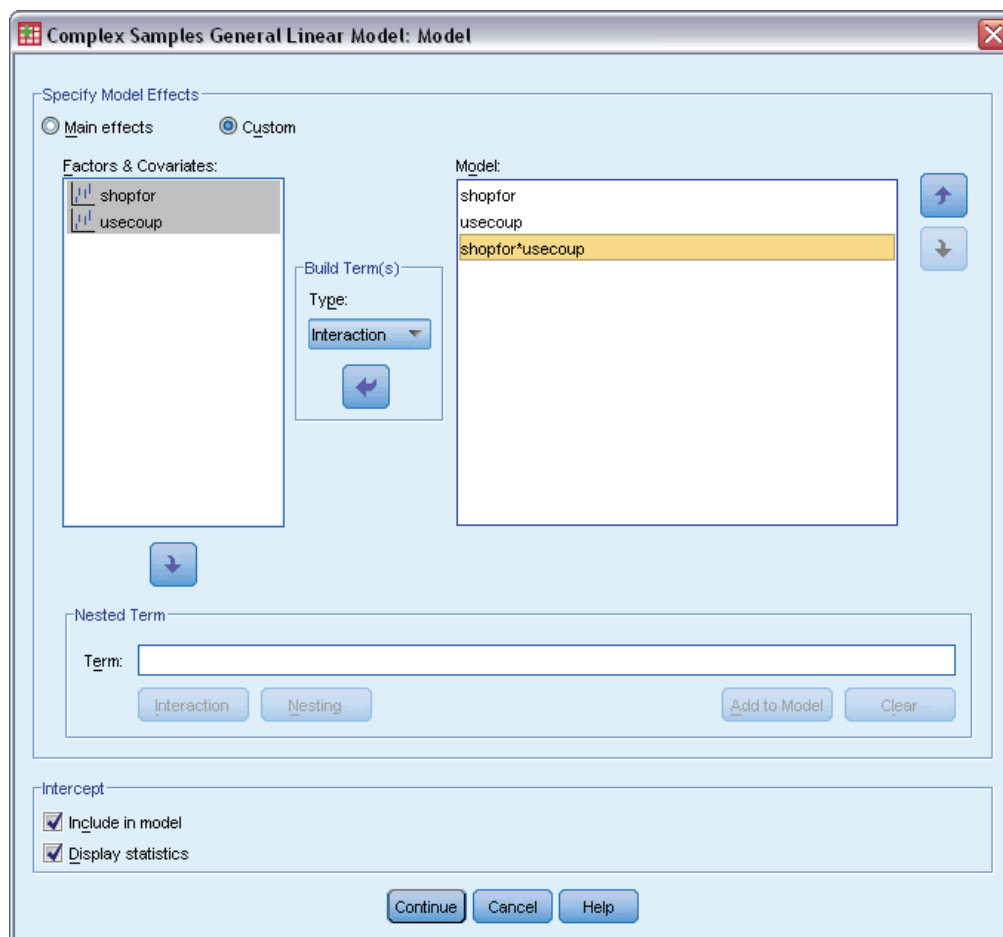 Complex Samples General Linear Model: Model
Specify Model Effects
Main effects
Custom
Factors & Covariates:
shopfor
usecoup
Build Term(s)
Type:
Interaction
Model:
shopfor
usecoup
shopfor*usecoup
Nested Term
Term:
Interaction
Nesting
Add to Model
Clear
Intercept
Include in model
Display statistics
Continue
Cancel
Help